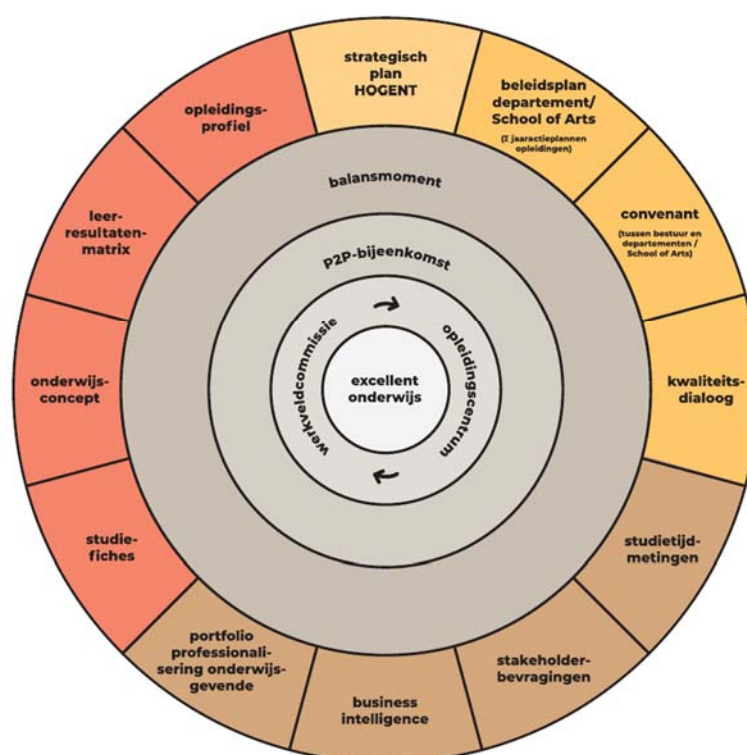 strategisch
plan
HOGENT
beleidsplan
departement/
School of Arts
(Σ jaaractieplannen
opleidingen)
convenant
(tussen bestuur en
departementen /
School of Arts)
kwaliteits-
dialoog
studietijd-
metingen
stakeholder-
bevragingen
business
intelligence
portfolio
professionali-
sering onderwijs-
gevende
studie-
fiches
onderwijs-
concept
leer-
resultaten-
matrix
opleidings-
profiel
balansmoment
P2P-bijeenkomst
werkveldcommissie
opleidingscentrum
excellent
onderwijs